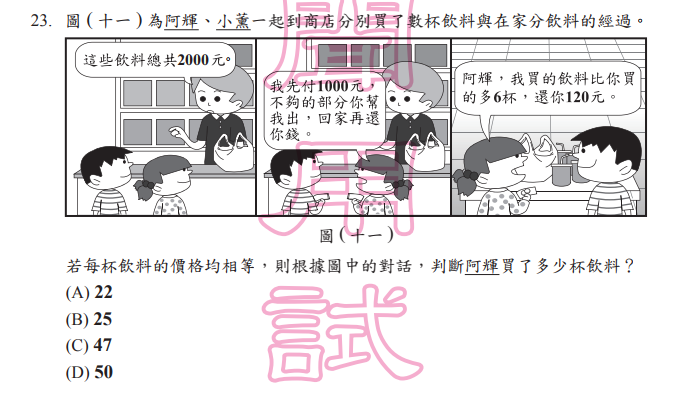 23. 圖(十一)為阿輝、小薰一起到商店分別買了數杯飲料與在家分飲料的經過。
這些飲料總共2000元。
我先付1000元，
不夠的部分你幫
我出，回家再還
你錢。
阿輝，我買的飲料比你買
的多6杯，還你120元。
圖(十一)
若每杯飲料的價格均相等，則根據圖中的對話，判斷阿輝買了多少杯飲料？
(A) 22
(B) 25
(C) 47
(D) 50
聞
用
試